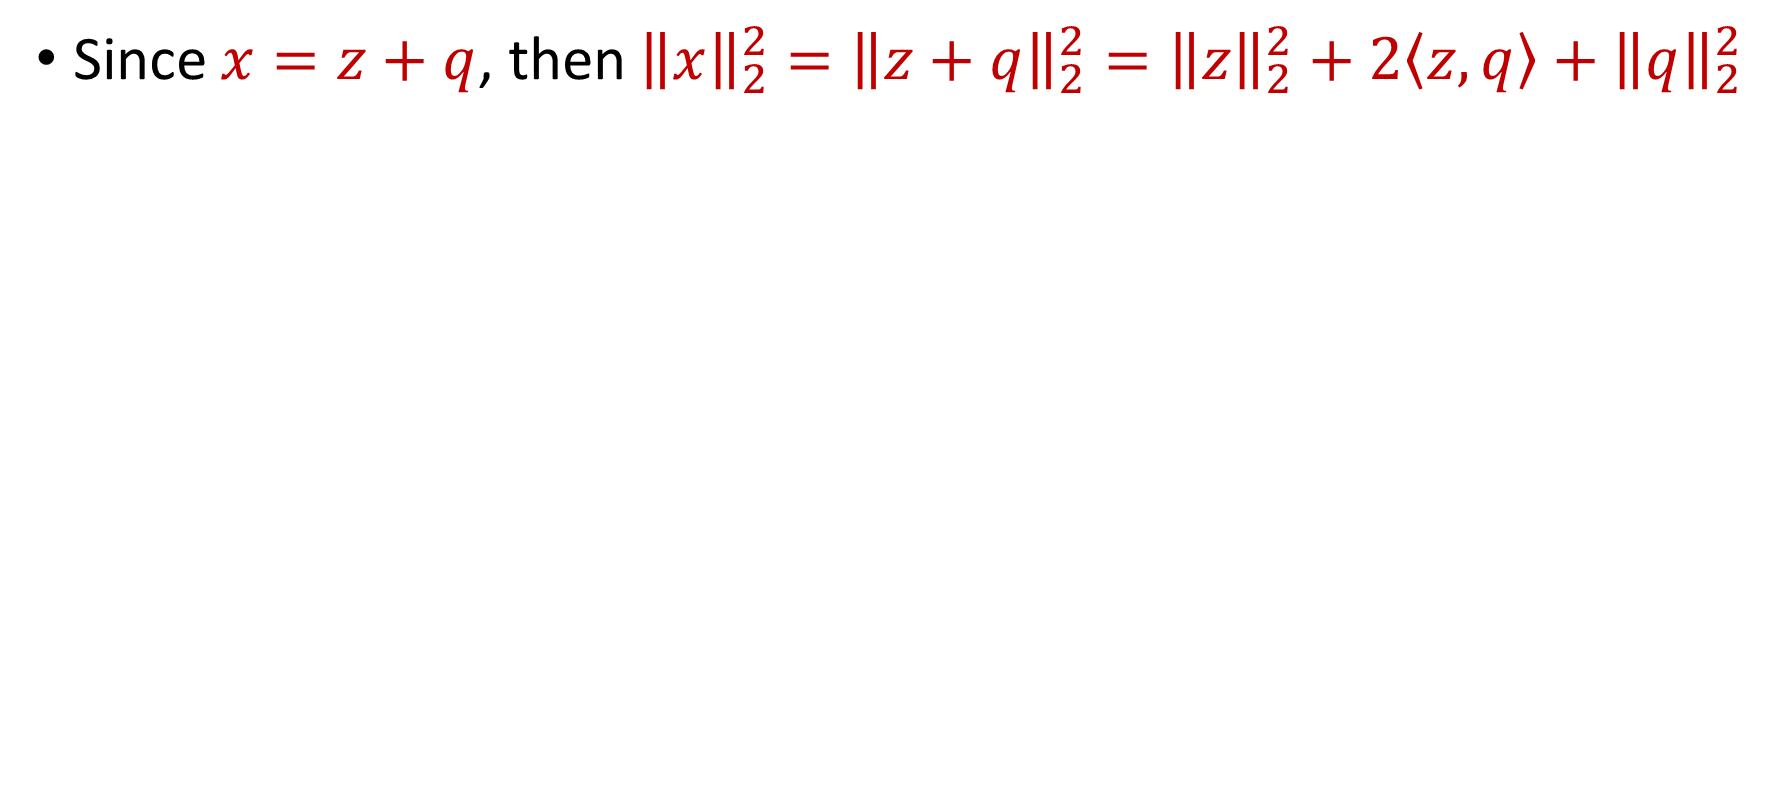 • Since x = z + q, then ‖x‖₂² = ‖z + q‖₂² = ‖z‖₂² + 2⟨z, q⟩ + ‖q‖₂²